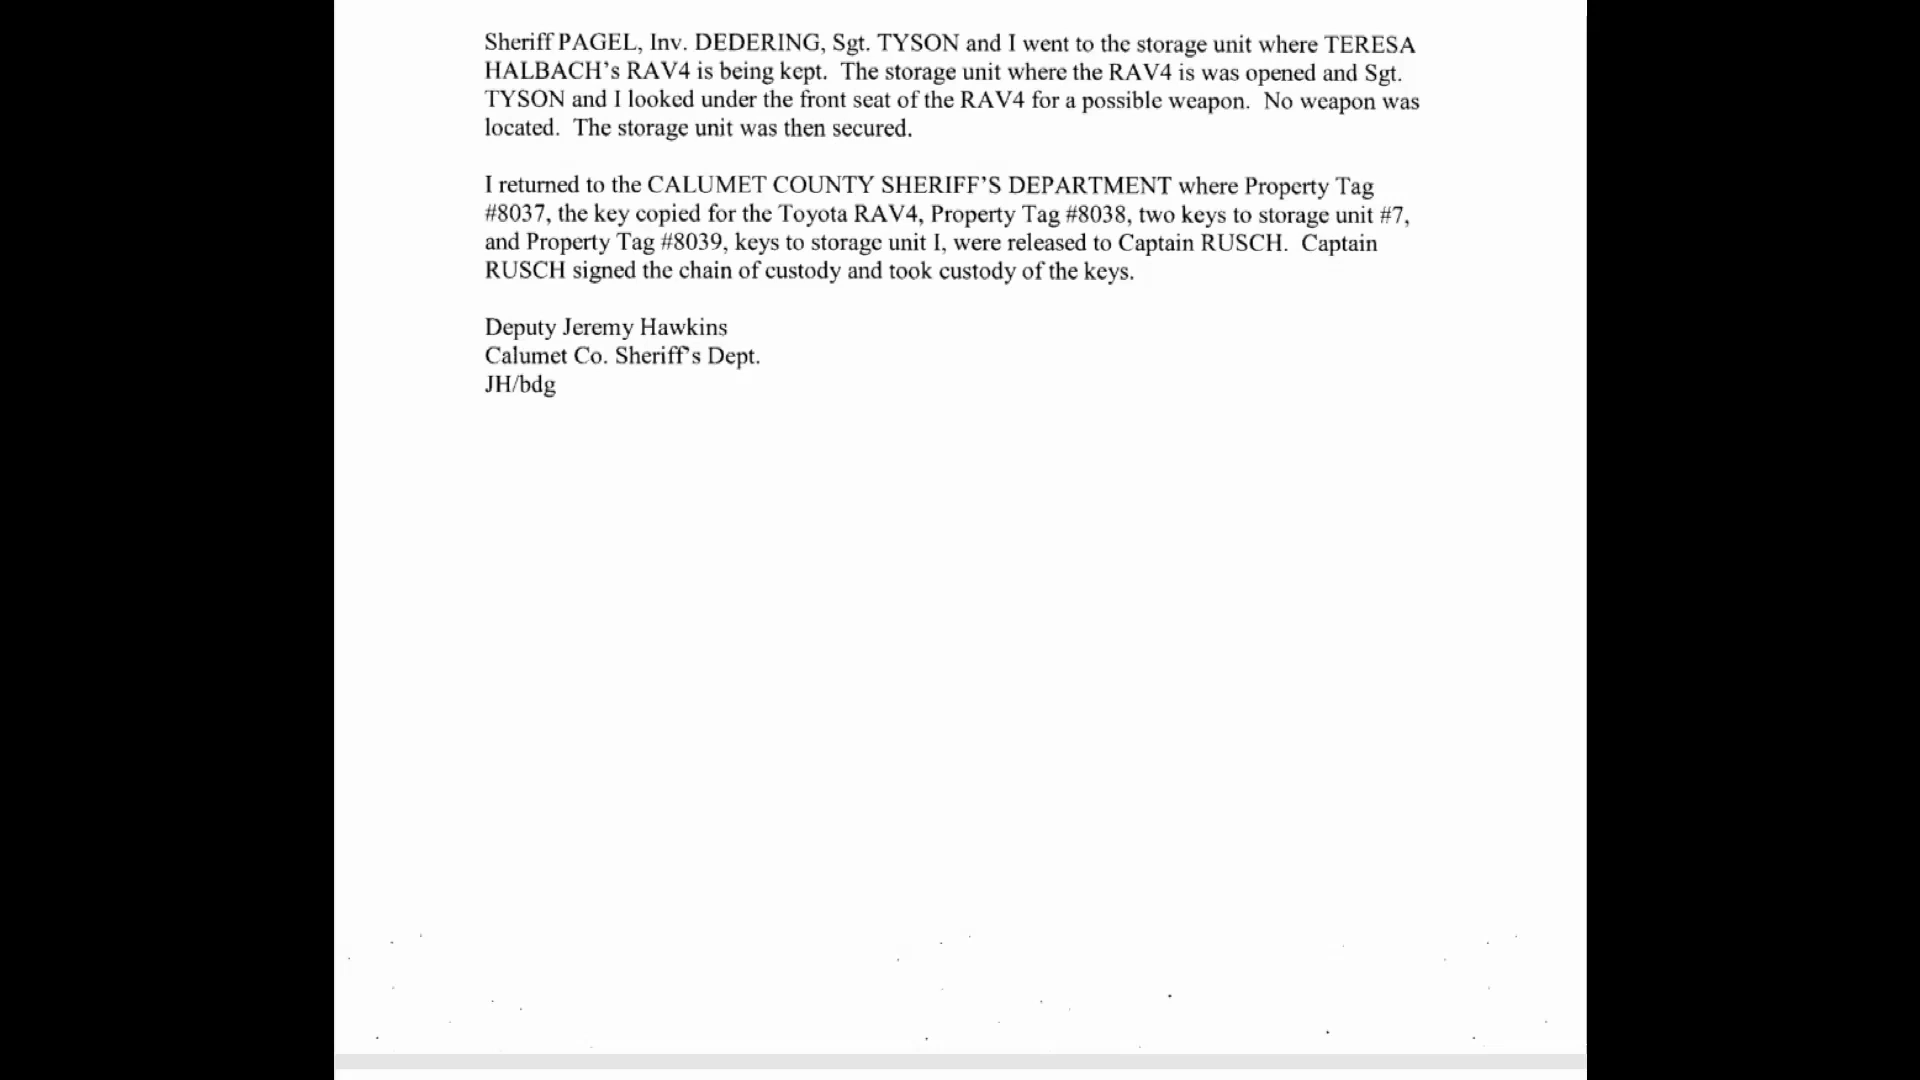 Sheriff PAGEL, Inv. DEDERING, Sgt. TYSON and I went to the storage unit where TERESA
HALBACH's RAV4 is being kept. The storage unit where the RAV4 is was opened and Sgt.
TYSON and I looked under the front seat of the RAV4 for a possible weapon. No weapon was
located. The storage unit was then secured.
I returned to the CALUMET COUNTY SHERIFF'S DEPARTMENT where Property Tag
#8037, the key copied for the Toyota RAV4, Property Tag #8038, two keys to storage unit #7,
and Property Tag #8039, keys to storage unit I, were released to Captain RUSCH. Captain
RUSCH signed the chain of custody and took custody of the keys.
Deputy Jeremy Hawkins
Calumet Co. Sheriff's Dept.
JH/bdg